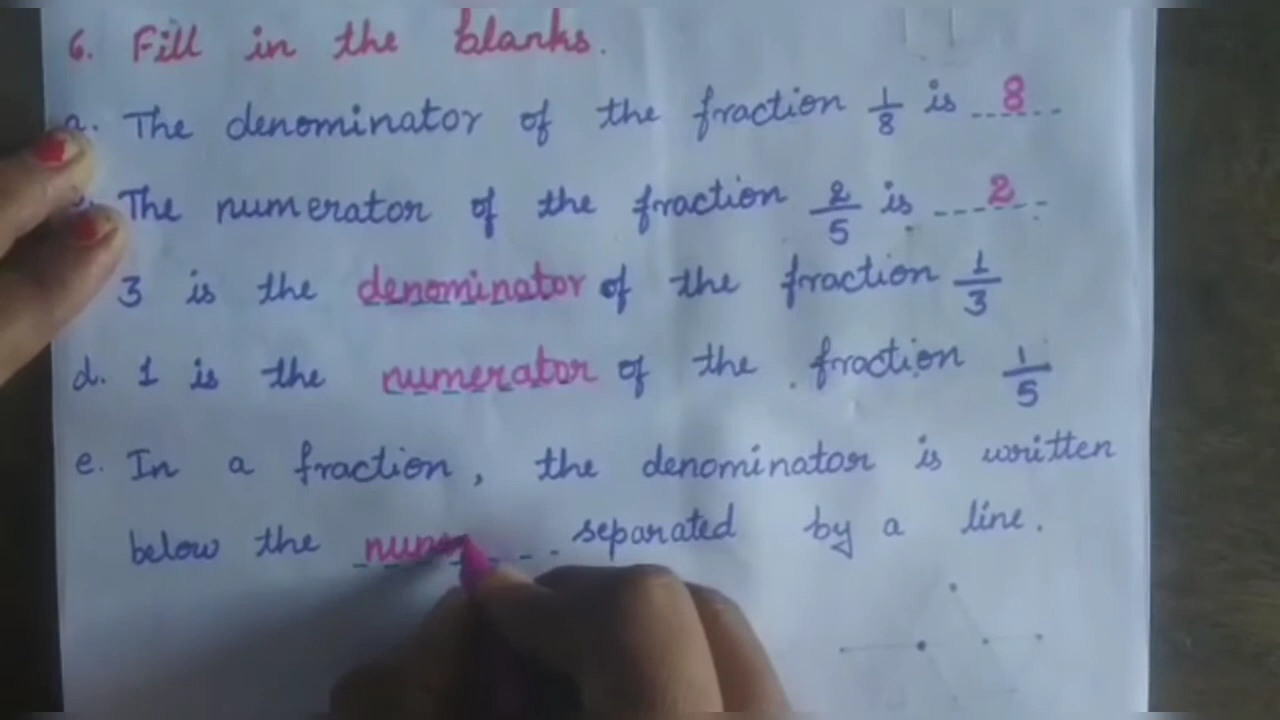 6. Fill in the blanks.
a. The denominator of the fraction 1/8 is 8
The numerator of the fraction 2/5 is 2
3 is the denominator of the fraction 1/3
d. 1 is the numerator of the fraction 1/5
e. In a fraction, the denominator is written
below the nume separated by a line.